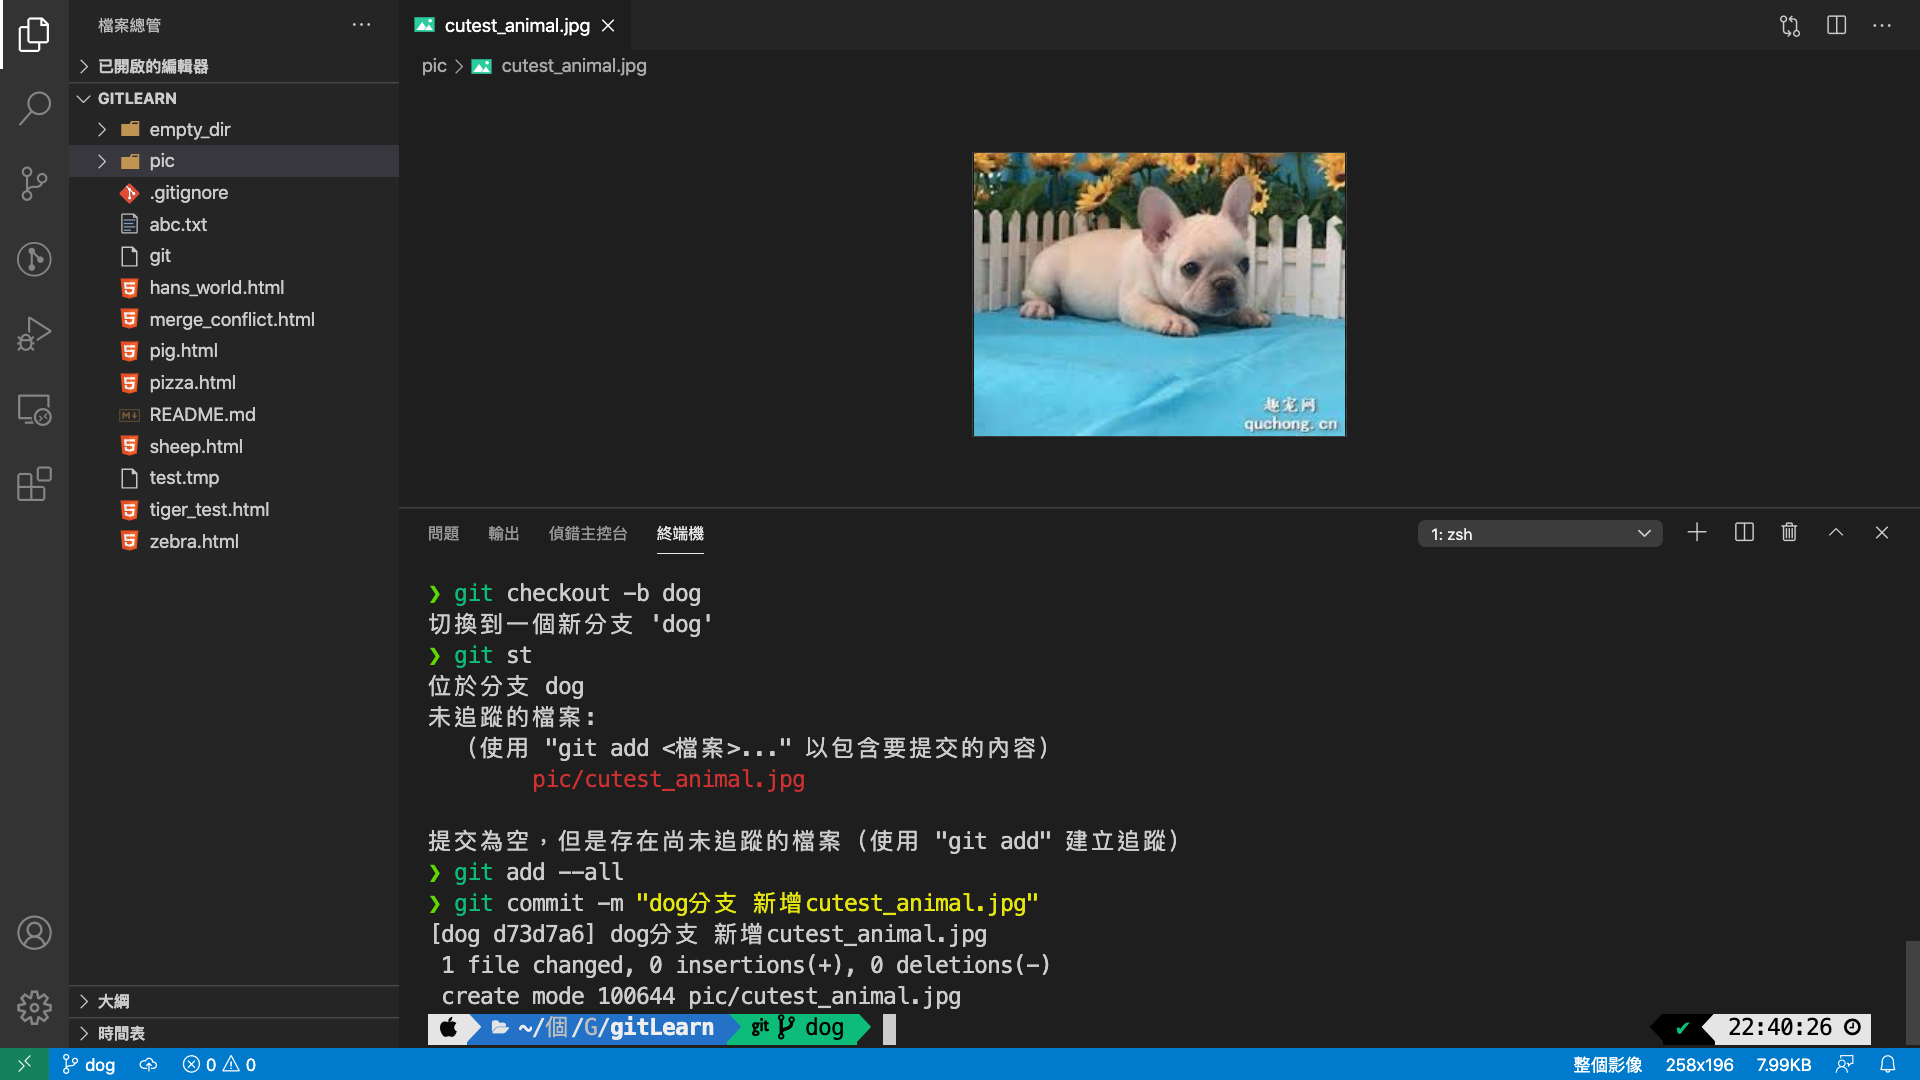 檔案總管
已開啟的編輯器
GITLEARN
empty_dir
pic
.gitignore
abc.txt
git
hans_world.html
merge_conflict.html
pig.html
pizza.html
README.md
sheep.html
test.tmp
tiger_test.html
zebra.html
大綱
時間表
cutest_animal.jpg
pic > cutest_animal.jpg
趣宠网
quchong.cn
問題 輸出 偵錯主控台 終端機
1: zsh
❯ git checkout -b dog
切換到一個新分支 'dog'
❯ git st
位於分支 dog
未追蹤的檔案:
（使用 "git add <檔案>..." 以包含要提交的內容）
pic/cutest_animal.jpg
提交為空，但是存在尚未追蹤的檔案（使用 "git add" 建立追蹤）
❯ git add --all
❯ git commit -m "dog分支 新增cutest_animal.jpg"
[dog d73d7a6] dog分支 新增cutest_animal.jpg
1 file changed, 0 insertions(+), 0 deletions(-)
create mode 100644 pic/cutest_animal.jpg
~/個/G/gitLearn git dog 22:40:26
dog 0 0 整個影像 258x196 7.99KB